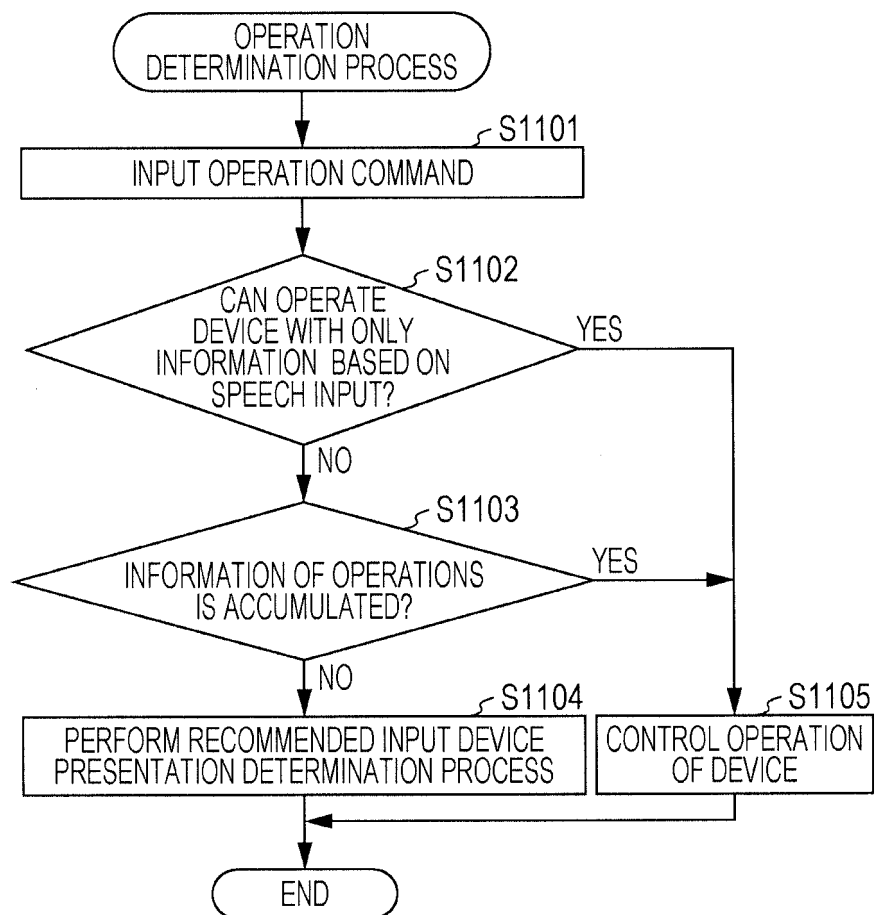 OPERATION
DETERMINATION PROCESS
S1101
INPUT OPERATION COMMAND
S1102
CAN OPERATE
DEVICE WITH ONLY
INFORMATION BASED ON
SPEECH INPUT?
YES
NO
S1103
INFORMATION OF OPERATIONS
IS ACCUMULATED?
YES
NO
S1104
PERFORM RECOMMENDED INPUT DEVICE
PRESENTATION DETERMINATION PROCESS
S1105
CONTROL OPERATION
OF DEVICE
END